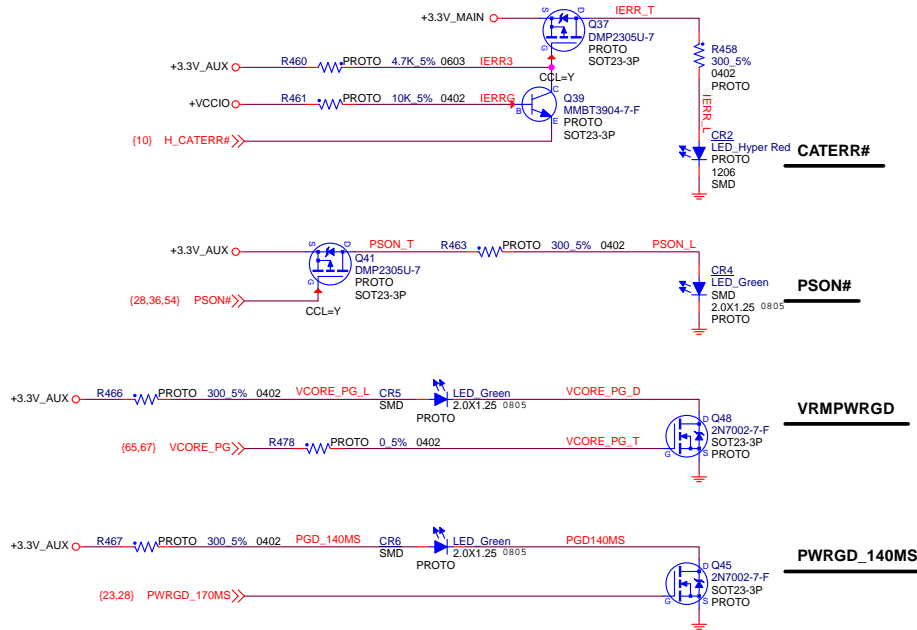 +3.3V_MAIN S D IERR_T
Q37
DMP2305U-7
PROTO
SOT23-3P
G
R458
300_5%
0402
PROTO
+3.3V_AUX R460 PROTO 4.7K_5% 0603 IERR3
CCL=Y
+VCCIO R461 PROTO 10K_5% 0402 IERRG B C E
Q39
MMBT3904-7-F
PROTO
SOT23-3P
{10} H_CATERR#
IERR_L
CR2
LED_Hyper Red
PROTO
1206
SMD
CATERR#
+3.3V_AUX S D PSON_T R463 PROTO 300_5% 0402 PSON_L
Q41
DMP2305U-7
PROTO
SOT23-3P
G
{28,36,54} PSON#
CCL=Y
CR4
LED_Green
SMD
2.0X1.25 0805
PROTO
PSON#
+3.3V_AUX R466 PROTO 300_5% 0402 VCORE_PG_L CR5 LED_Green VCORE_PG_D
SMD 2.0X1.25 0805
PROTO
{65,67} VCORE_PG R478 PROTO 0_5% 0402 VCORE_PG_T
D
G
S
Q48
2N7002-7-F
SOT23-3P
PROTO
VRMPWRGD
+3.3V_AUX R467 PROTO 300_5% 0402 PGD_140MS CR6 LED_Green PGD140MS
SMD 2.0X1.25 0805
PROTO
{23,28} PWRGD_170MS
D
G
S
Q45
2N7002-7-F
SOT23-3P
PROTO
PWRGD_140MS